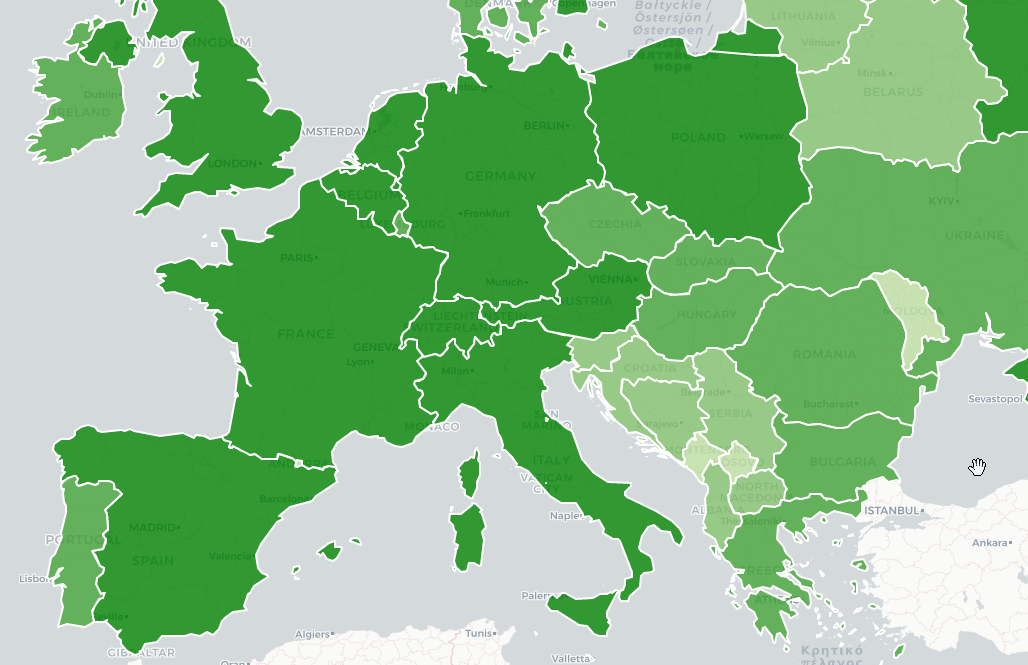 DENMARK
Copenhagen
Bałtyckie /
Östersjön /
Østersøen /
Балтийское
море
LITHUANIA
Vilnius
UNITED KINGDOM
Minsk
BELARUS
Hamburg
Dublin
IRELAND
AMSTERDAM
BERLIN
POLAND
Warsaw
LONDON
GERMANY
BELGIUM
KYIV
Frankfurt
LUXEMBOURG
CZECHIA
UKRAINE
PARIS
SLOVAKIA
Munich
VIENNA
AUSTRIA
MOLDOVA
LIECHTENSTEIN
SWITZERLAND
HUNGARY
FRANCE
GENEVA
Lyon
ROMANIA
Milan
CROATIA
Belgrade
Bucharest
Sevastopol
SAN
MARINO
SERBIA
MONACO
Sarajevo
MONTENEGRO
KOSOVO
ITALY
ANDORRA
BULGARIA
VATICAN
CITY
NORTH
MACEDONIA
Barcelona
ALBANIA
ISTANBUL
Naples
Thessaloniki
MADRID
PORTUGAL
Ankara
Valencia
SPAIN
GREECE
Lisbon
Palermo
ATHENS
Seville
Algiers
Tunis
GIBRALTAR
Κρητικό
πέλαγος
Oran
Valletta